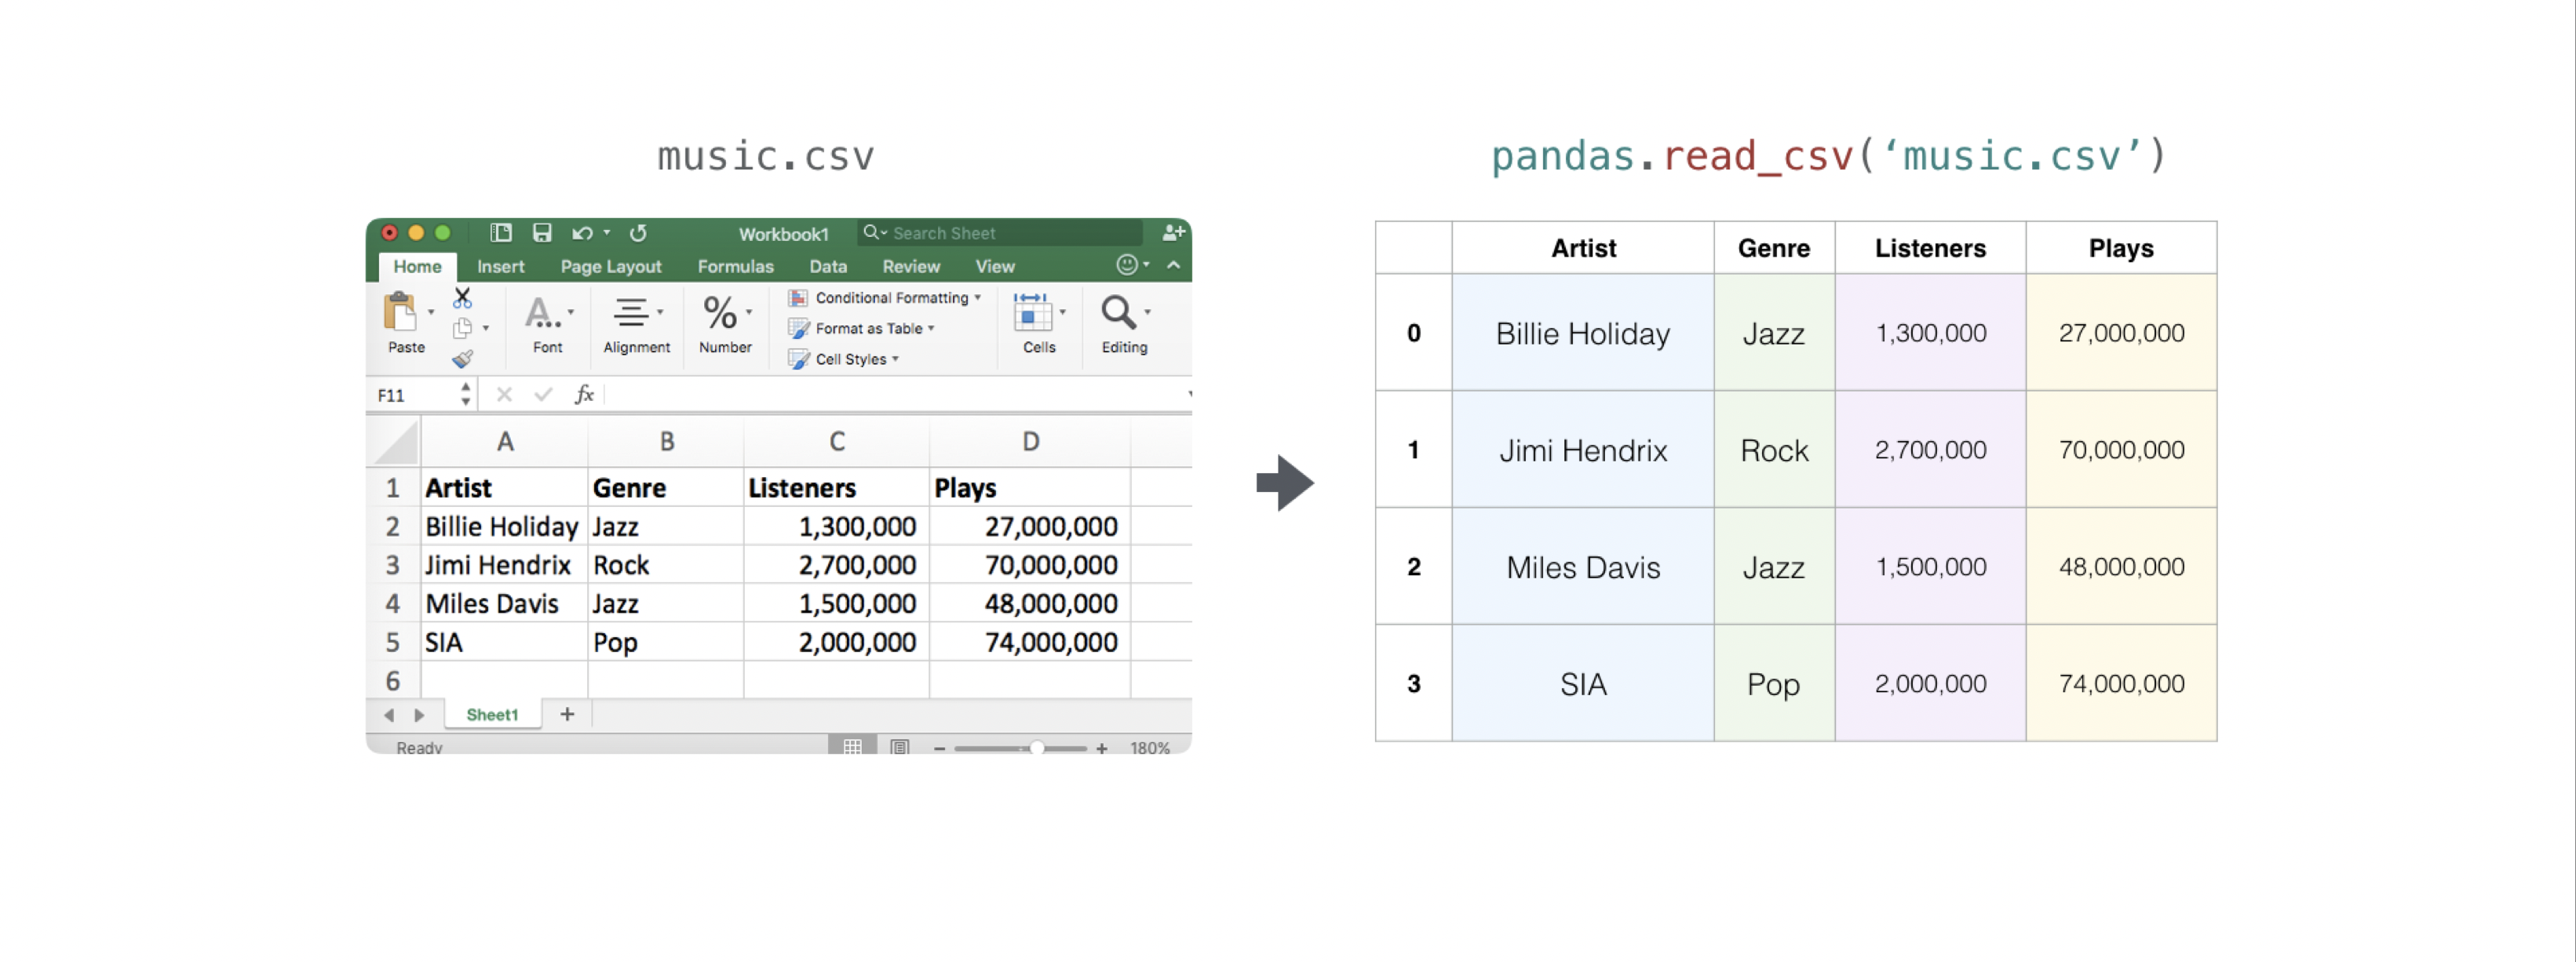 music.csv
pandas.read_csv(‘music.csv’)
Workbook1 Search Sheet
Home Insert Page Layout Formulas Data Review View
Paste Font Alignment % Number Conditional Formatting Format as Table Cell Styles Cells Editing
F11 fx
A B C D
1 Artist Genre Listeners Plays
2 Billie Holiday Jazz 1,300,000 27,000,000
3 Jimi Hendrix Rock 2,700,000 70,000,000
4 Miles Davis Jazz 1,500,000 48,000,000
5 SIA Pop 2,000,000 74,000,000
6
Sheet1 +
Ready 180%
Artist Genre Listeners Plays
0 Billie Holiday Jazz 1,300,000 27,000,000
1 Jimi Hendrix Rock 2,700,000 70,000,000
2 Miles Davis Jazz 1,500,000 48,000,000
3 SIA Pop 2,000,000 74,000,000